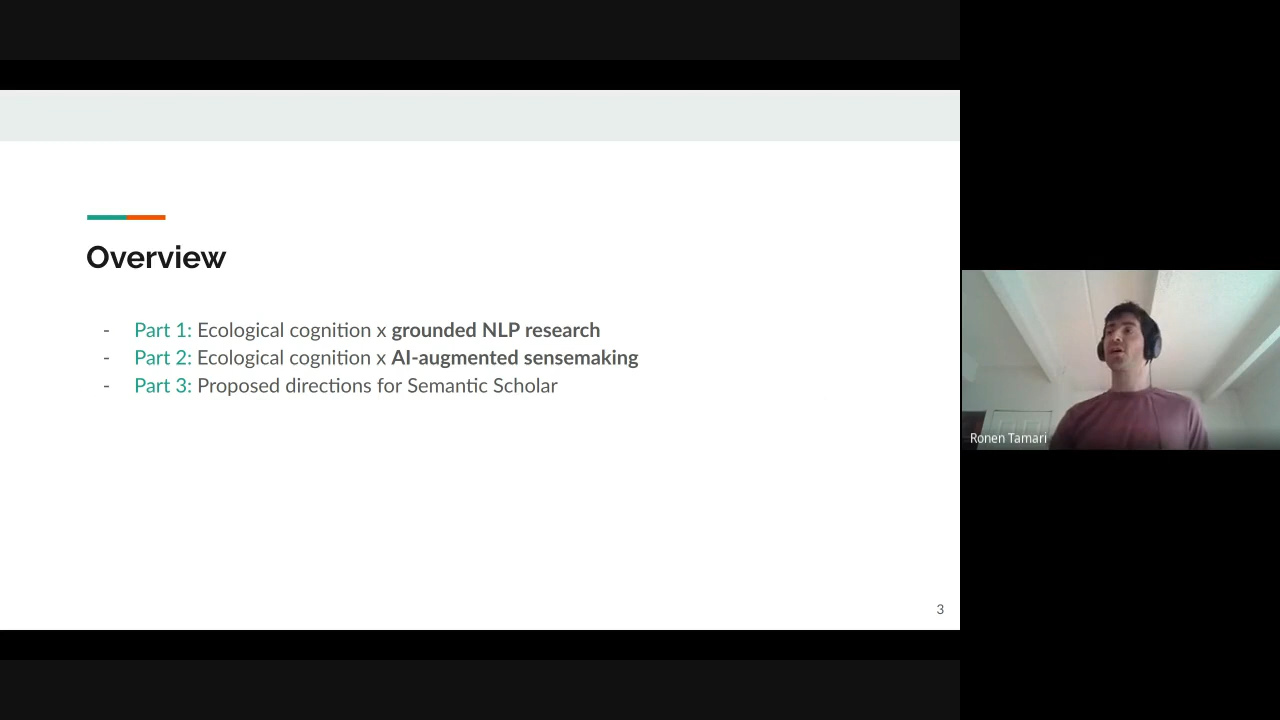 Overview
- Part 1: Ecological cognition x grounded NLP research
- Part 2: Ecological cognition x AI-augmented sensemaking
- Part 3: Proposed directions for Semantic Scholar
3
Ronen Tamari